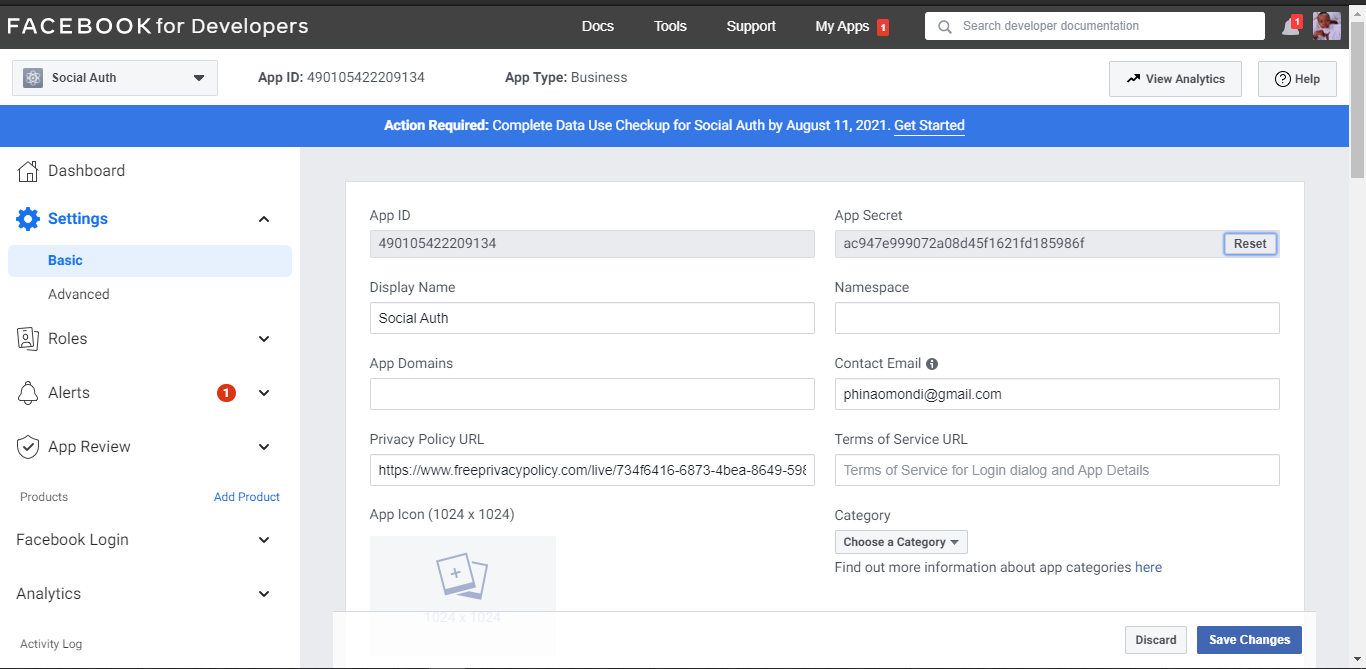 FACEBOOK for Developers
Docs
Tools
Support
My Apps
1
Search developer documentation
1
Social Auth
App ID: 490105422209134
App Type: Business
View Analytics
Help
Action Required: Complete Data Use Checkup for Social Auth by August 11, 2021. Get Started
Dashboard
Settings
Basic
Advanced
Roles
Alerts
1
App Review
Products
Add Product
Facebook Login
Analytics
Activity Log
App ID
490105422209134
App Secret
ac947e999072a08d45f1621fd185986f
Reset
Display Name
Social Auth
Namespace
App Domains
Contact Email
phinaomondi@gmail.com
Privacy Policy URL
https://www.freeprivacypolicy.com/live/734f6416-6873-4bea-8649-598
Terms of Service URL
Terms of Service for Login dialog and App Details
App Icon (1024 x 1024)
1024 x 1024
Category
Choose a Category
Find out more information about app categories here
Discard
Save Changes